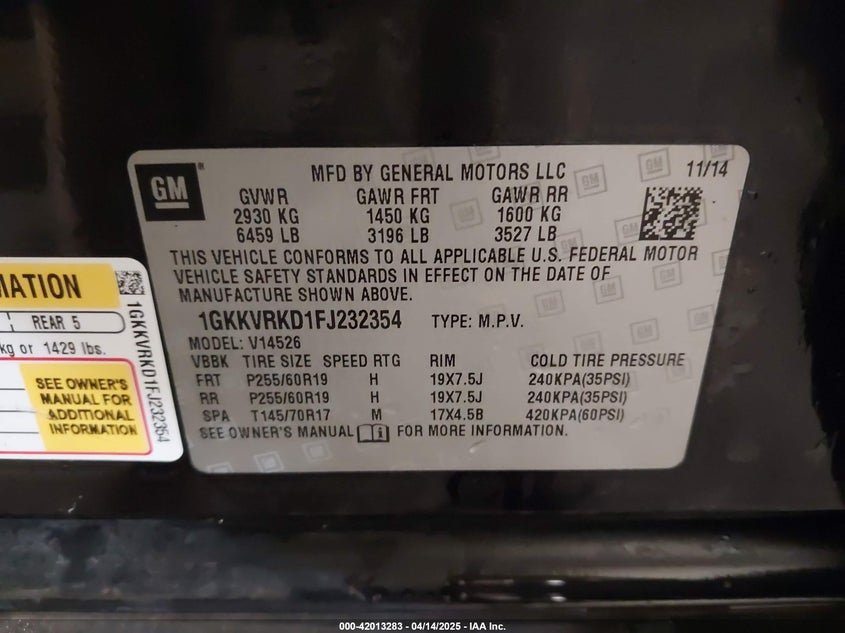 GM
MFD BY GENERAL MOTORS LLC 11/14
GVWR GAWR FRT GAWR RR
2930 KG 1450 KG 1600 KG
6459 LB 3196 LB 3527 LB
THIS VEHICLE CONFORMS TO ALL APPLICABLE U.S. FEDERAL MOTOR
VEHICLE SAFETY STANDARDS IN EFFECT ON THE DATE OF
MANUFACTURE SHOWN ABOVE.
1GKKVRKD1FJ232354 TYPE: M.P.V.
MODEL: V14526
VBBK TIRE SIZE SPEED RTG RIM COLD TIRE PRESSURE
FRT P255/60R19 H 19X7.5J 240KPA(35PSI)
RR P255/60R19 H 19X7.5J 240KPA(35PSI)
SPA T145/70R17 M 17X4.5B 420KPA(60PSI)
SEE OWNER'S MANUAL FOR MORE INFORMATION.
REAR 5
kg or 1429 lbs.
SEE OWNER'S
MANUAL FOR
ADDITIONAL
INFORMATION
1GKKVRKD1FJ232354
000-42013283 - 04/14/2025 - IAA Inc.